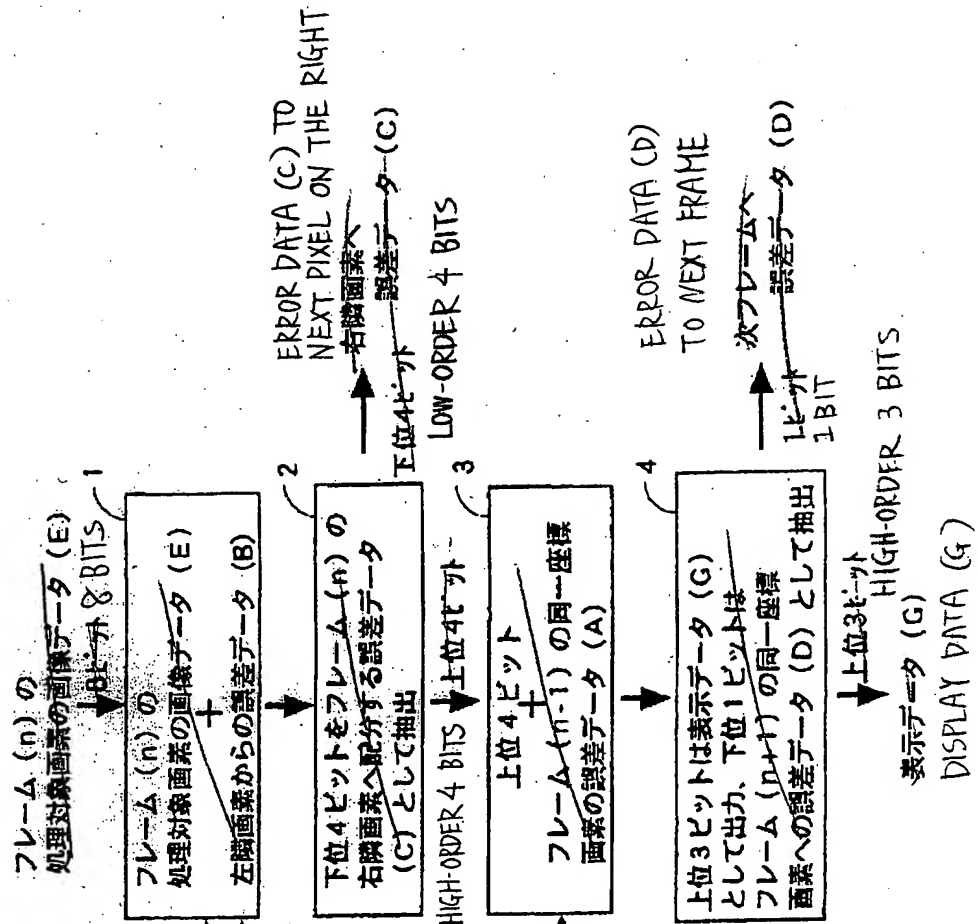 フレーム (n) の
処理対象画素の画像データ (E)
8ビット 8 BITS
1
フレーム (n) の
処理対象画素の画像データ (E)
+
左隣画素からの誤差データ (B)
2
下位4ビットをフレーム (n) の
右隣画素へ配分する誤差データ
(C) として抽出
ERROR DATA (C) TO
NEXT PIXEL ON THE RIGHT
右隣画素へ
誤差データ (C)
下位4ビット
LOW-ORDER 4 BITS
HIGH-ORDER 4 BITS 上位4ビット
3
上位4ビット
+
フレーム (n-1) の同一座標
画素の誤差データ (A)
4
上位3ビットは表示データ (G)
として出力、下位1ビットは
フレーム (n+1) の同一座標
画素への誤差データ (D) として抽出
ERROR DATA (D)
TO NEXT FRAME
次フレームへ
誤差データ (D)
1ビット
1 BIT
上位3ビット
HIGH-ORDER 3 BITS
表示データ (G)
DISPLAY DATA (G)